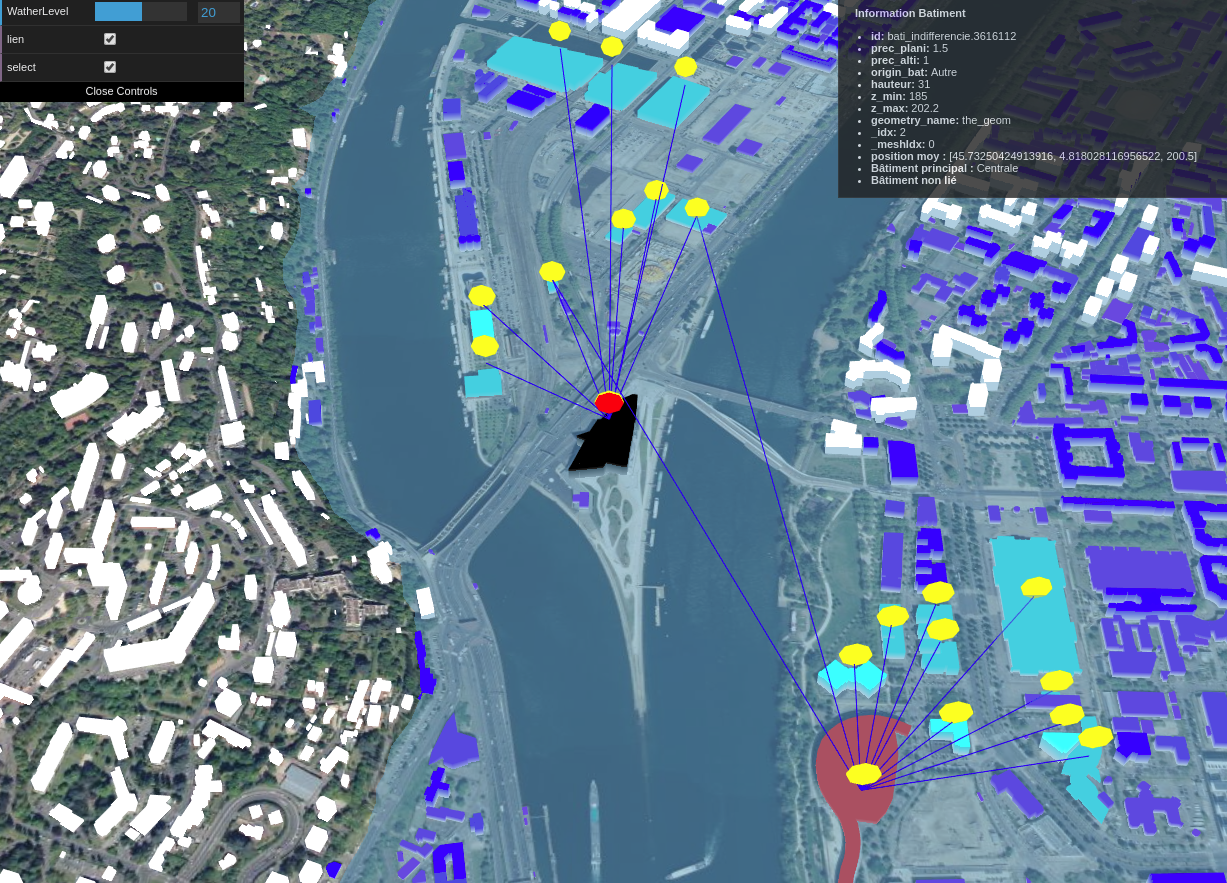 WatherLevel 20
lien
select
Close Controls
Information Batiment
id: bati_indifferencie.3616112
prec_plani: 1.5
prec_alti: 1
origin_bat: Autre
hauteur: 31
z_min: 185
z_max: 202.2
geometry_name: the_geom
_idx: 2
_meshIdx: 0
position moy : [45.73250424913916, 4.818028116956522, 200.5]
Bâtiment principal : Centrale
Bâtiment non lié